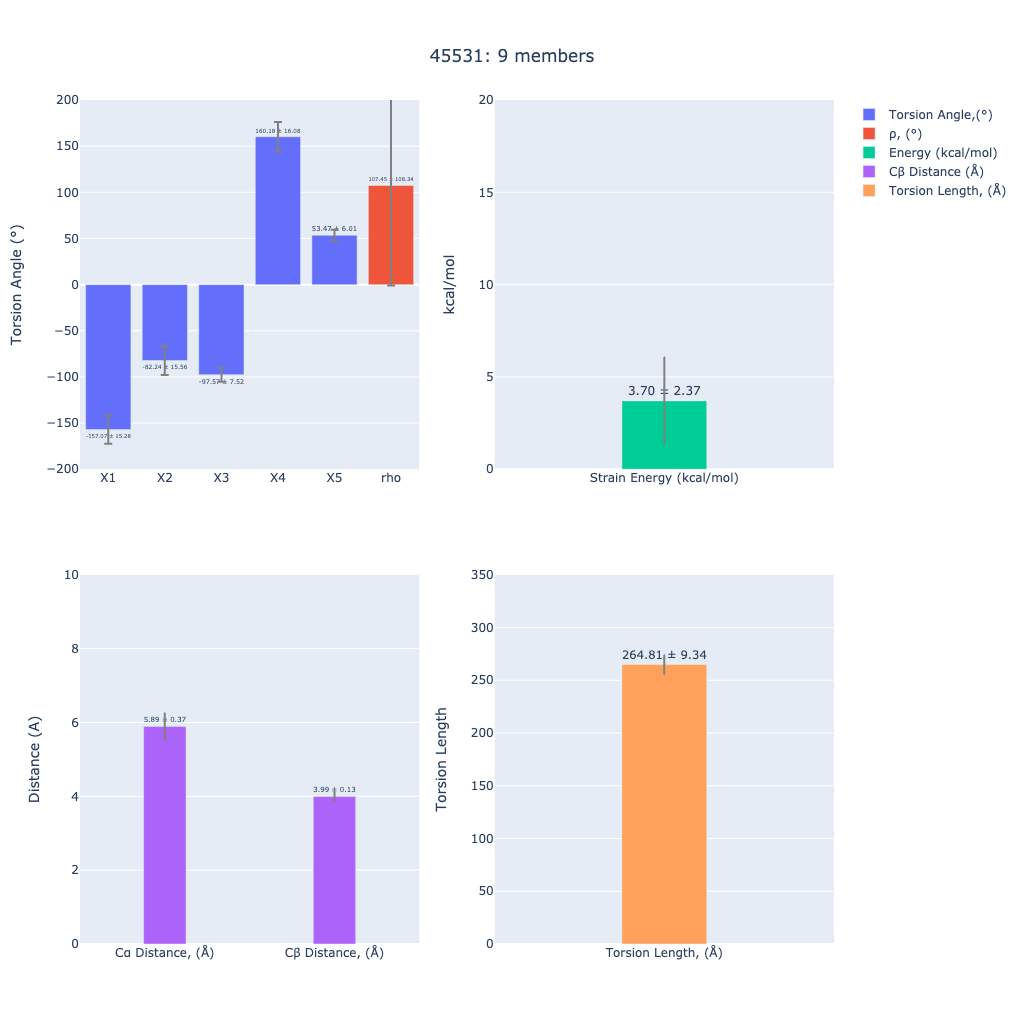 45531: 9 members
Torsion Angle (°)
200
150
100
50
0
−50
−100
−150
−200
-157.07 ± 15.28
-82.24 ± 15.56
-97.57 ± 7.52
160.18 ± 16.08
53.47 ± 6.01
107.45 ± 108.34
X1 X2 X3 X4 X5 rho
kcal/mol
20
15
10
5
0
3.70 ± 2.37
Strain Energy (kcal/mol)
Torsion Angle,(°)
ρ, (°)
Energy (kcal/mol)
Cβ Distance (Å)
Torsion Length, (Å)
Distance (A)
10
8
6
4
2
0
5.89 ± 0.37
3.99 ± 0.13
Cα Distance, (Å) Cβ Distance, (Å)
Torsion Length
350
300
250
200
150
100
50
0
264.81 ± 9.34
Torsion Length, (Å)